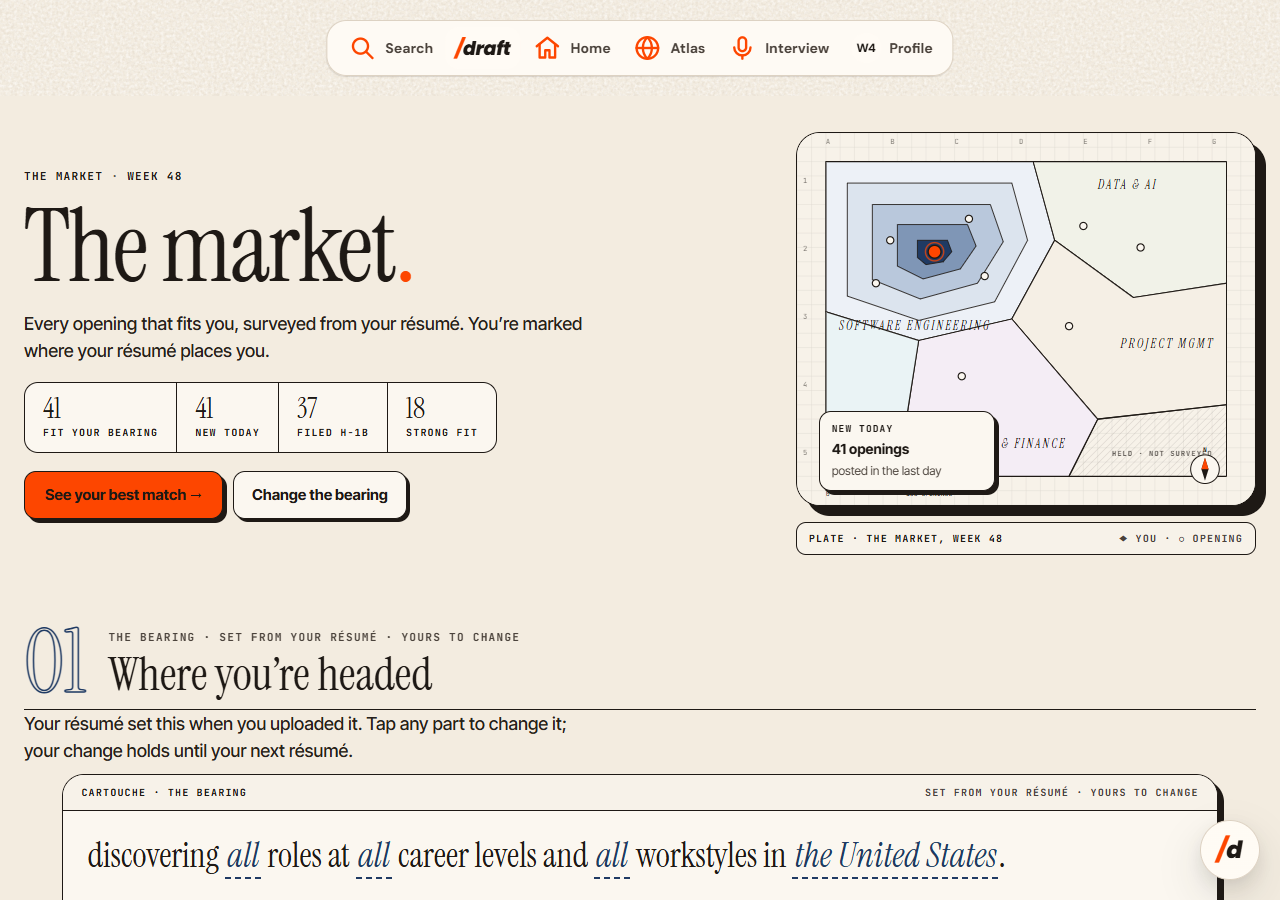 Search /draft Home Atlas Interview W4 Profile
THE MARKET · WEEK 48
The market.
Every opening that fits you, surveyed from your résumé. You’re marked
where your résumé places you.
41 41 37 18
FIT YOUR BEARING NEW TODAY FILED H-1B STRONG FIT
See your best match → Change the bearing
A B C D E F G
1
2
3
4
5
DATA & AI
SOFTWARE ENGINEERING
PROJECT MGMT
& FINANCE
HELD · NOT SURVEYED
N
NEW TODAY
41 openings
posted in the last day
PLATE · THE MARKET, WEEK 48 ◆ YOU · ○ OPENING
01
THE BEARING · SET FROM YOUR RÉSUMÉ · YOURS TO CHANGE
Where you’re headed
Your résumé set this when you uploaded it. Tap any part to change it;
your change holds until your next résumé.
CARTOUCHE · THE BEARING SET FROM YOUR RÉSUMÉ · YOURS TO CHANGE
discovering all roles at all career levels and all workstyles in the United States.
/d